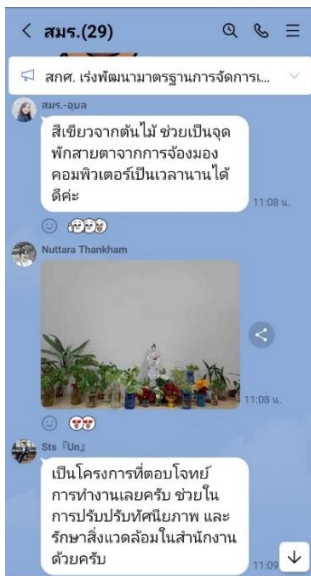 สมร.(29)
สกศ. เร่งพัฒนามาตรฐานการจัดการเ...
สมร.-อุบล
สีเขียวจากต้นไม้ ช่วยเป็นจุด
พักสายตาจากการจ้องมอง
คอมพิวเตอร์เป็นเวลานานได้
ดีค่ะ
11:08 น.
Nuttara Thankham
11:08 น.
Sts 『Un』
เป็นโครงการที่ตอบโจทย์
การทำงานเลยครับ ช่วยใน
การปรับปรับทัศนียภาพ และ
รักษาสิ่งแวดล้อมในสำนักงาน
ด้วยครับ
11:09